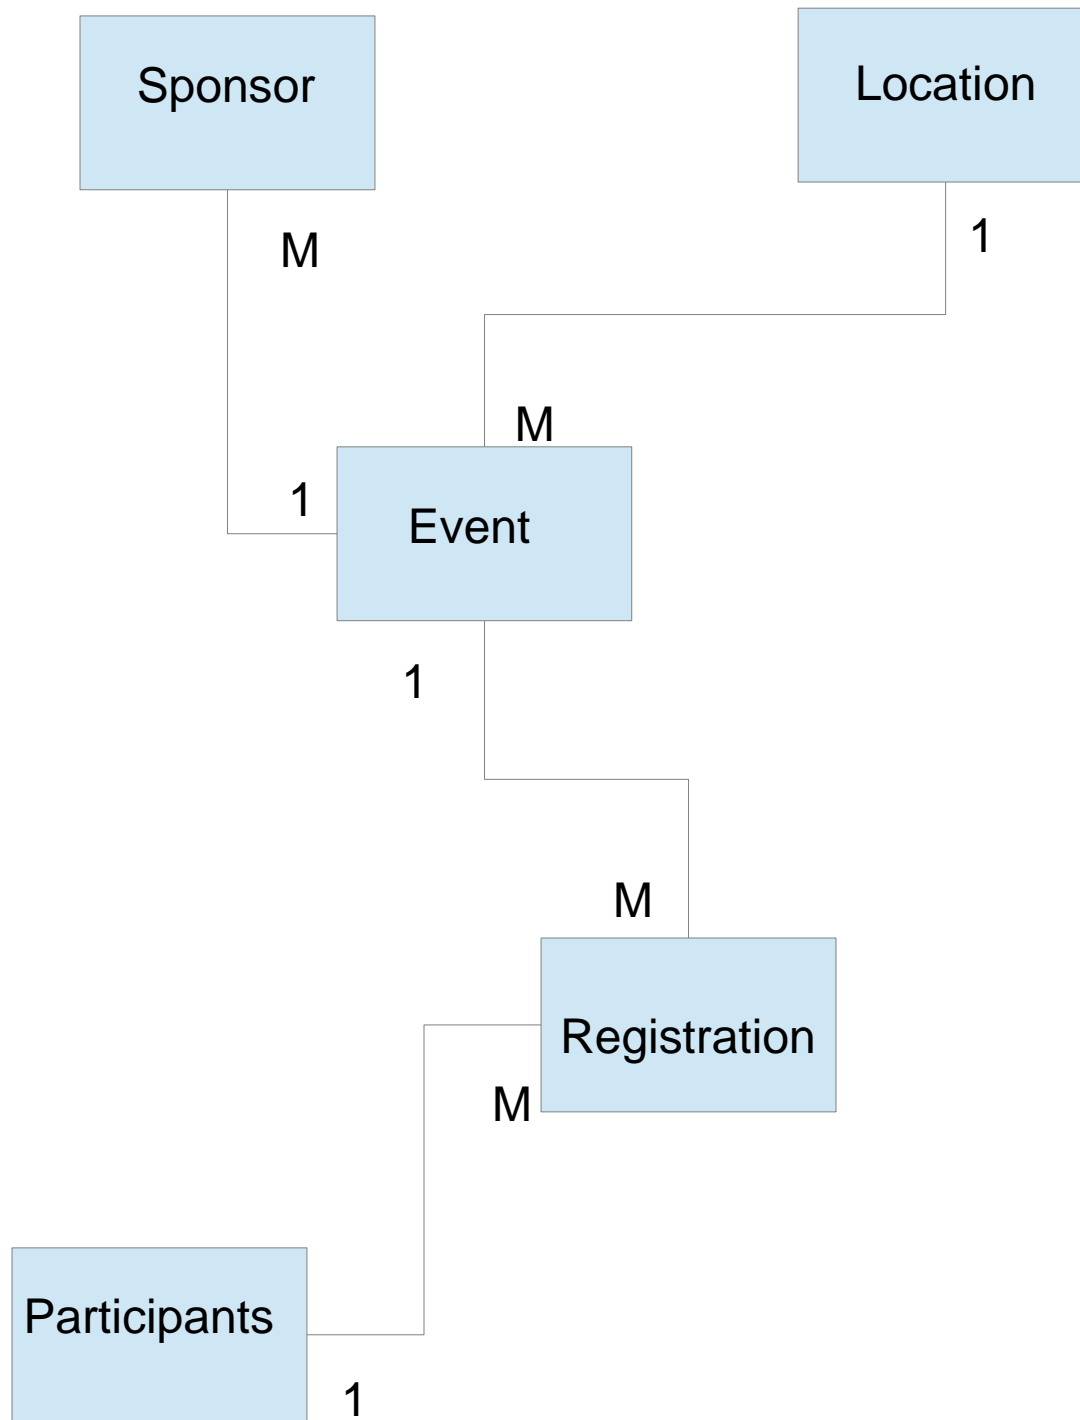 Sponsor
Location
M
1
M
1
Event
1
M
Registration
M
Participants
1